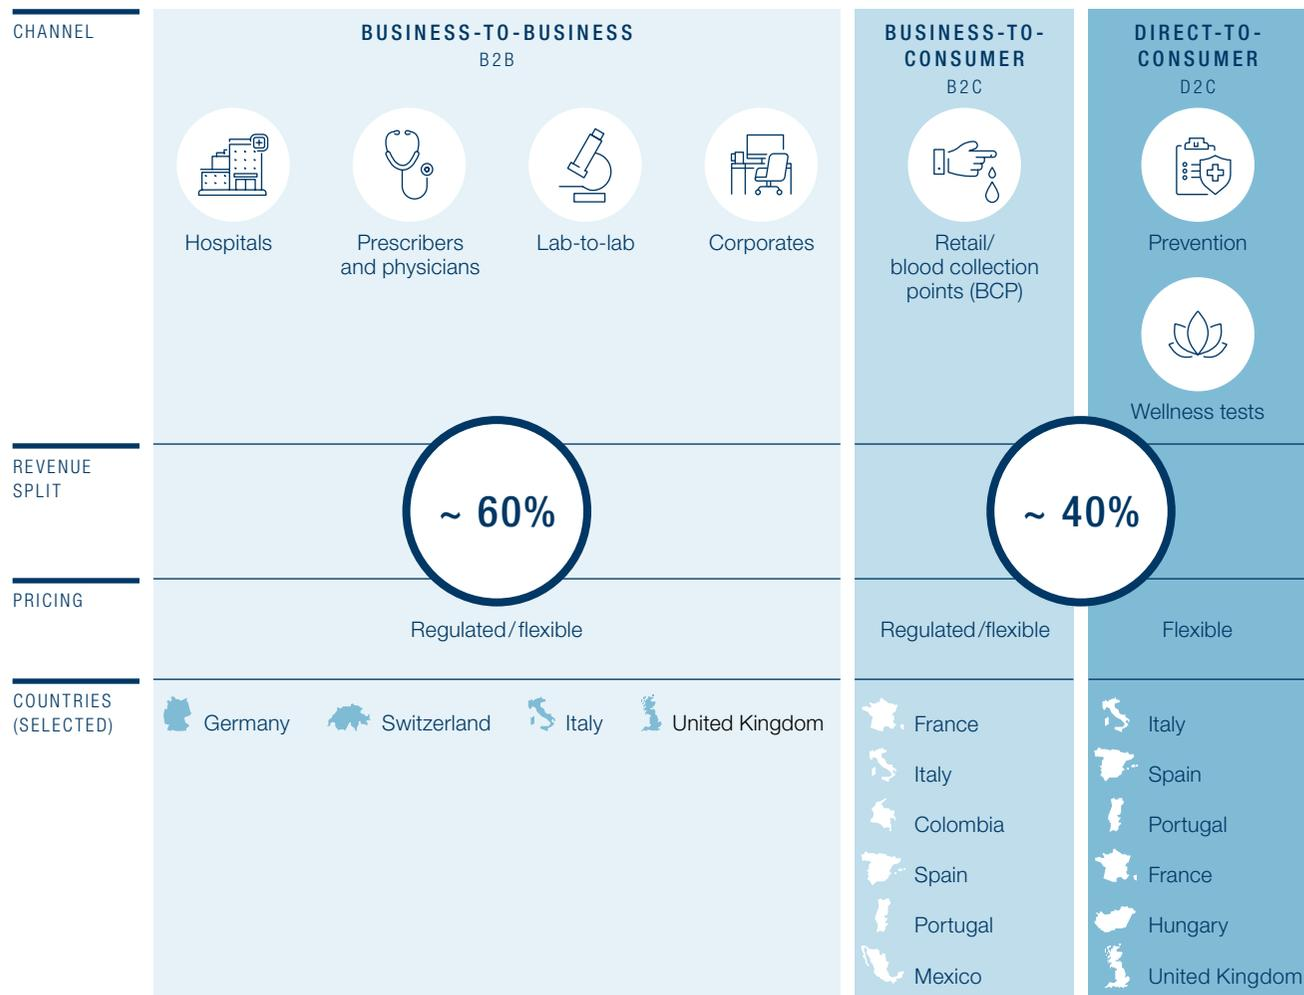 CHANNEL
BUSINESS-TO-BUSINESS
B2B
Hospitals
Prescribers
and physicians
Lab-to-lab
Corporates
BUSINESS-TO-
CONSUMER
B2C
Retail/
blood collection
points (BCP)
DIRECT-TO-
CONSUMER
D2C
Prevention
Wellness tests
REVENUE
SPLIT
~ 60%
~ 40%
PRICING
Regulated/flexible
Regulated/flexible
Flexible
COUNTRIES
(SELECTED)
Germany
Switzerland
Italy
United Kingdom
France
Italy
Colombia
Spain
Portugal
Mexico
Italy
Spain
Portugal
France
Hungary
United Kingdom